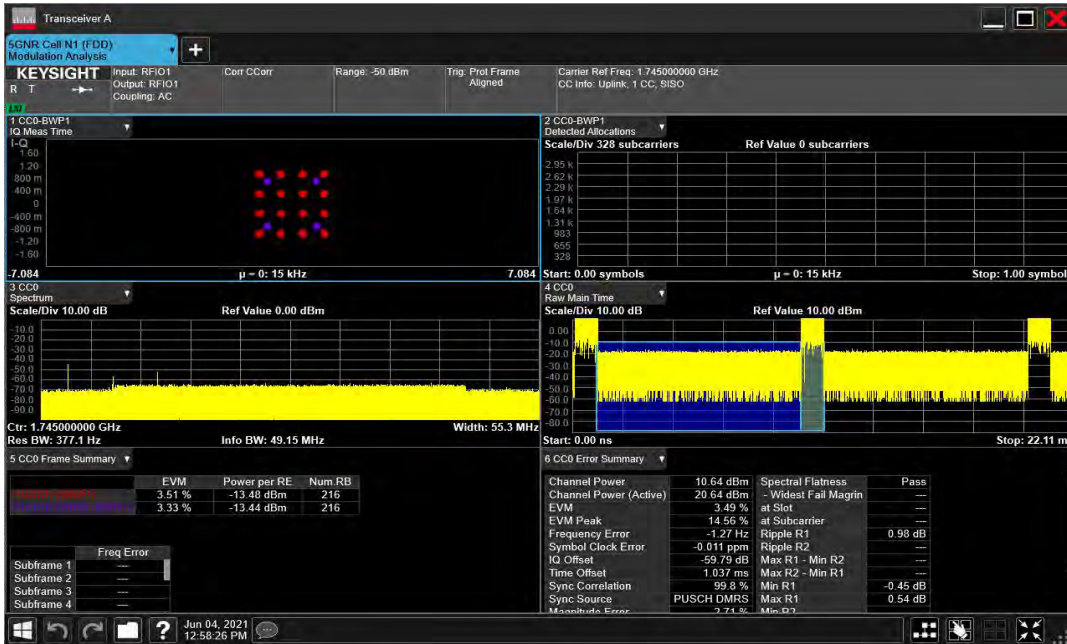 Transceiver A
5GNR Cell N1 (FDD)
Modulation Analysis
+
KEYSIGHT
R T
LXI
Input: RFIO1
Output: RFIO1
Coupling: AC
Corr CCorr
Range: -50 dBm
Trig: Prot Frame
Aligned
Carrier Ref Freq: 1.745000000 GHz
CC Info: Uplink, 1 CC, SISO
1 CC0-BWP1
IQ Meas Time
I-Q
1.60
1.20
800 m
400 m
0
-400 m
-800 m
-1.20
-1.60
-7.084 μ = 0: 15 kHz 7.084
2 CC0-BWP1
Detected Allocations
Scale/Div 328 subcarriers Ref Value 0 subcarriers
2.95 k
2.62 k
2.29 k
1.97 k
1.64 k
1.31 k
983
655
328
Start: 0.00 symbols μ = 0: 15 kHz Stop: 1.00 symbol
3 CC0
Spectrum
Scale/Div 10.00 dB Ref Value 0.00 dBm
-10.0
-20.0
-30.0
-40.0
-50.0
-60.0
-70.0
-80.0
-90.0
Ctr: 1.745000000 GHz Width: 55.3 MHz
Res BW: 377.1 Hz Info BW: 49.15 MHz
4 CC0
Raw Main Time
Scale/Div 10.00 dB Ref Value 10.00 dBm
0.00
-10.0
-20.0
-30.0
-40.0
-50.0
-60.0
-70.0
-80.0
Start: 0.00 ns Stop: 22.11 m
5 CC0 Frame Summary
EVM Power per RE Num.RB
3.51 % -13.48 dBm 216
3.33 % -13.44 dBm 216
Freq Error
Subframe 1 ---
Subframe 2 ---
Subframe 3 ---
Subframe 4 ---
6 CC0 Error Summary
Channel Power 10.64 dBm Spectral Flatness Pass
Channel Power (Active) 20.64 dBm - Widest Fail Magrin ---
EVM 3.49 % at Slot ---
EVM Peak 14.56 % at Subcarrier ---
Frequency Error -1.27 Hz Ripple R1 0.98 dB
Symbol Clock Error -0.011 ppm Ripple R2 ---
IQ Offset -59.79 dB Max R1 - Min R2 ---
Time Offset 1.037 ms Max R2 - Min R1 ---
Sync Correlation 99.8 % Min R1 -0.45 dB
Sync Source PUSCH DMRS Max R1 0.54 dB
Magnitude Error 2.71 % Min R2
?
Jun 04, 2021
12:58:26 PM